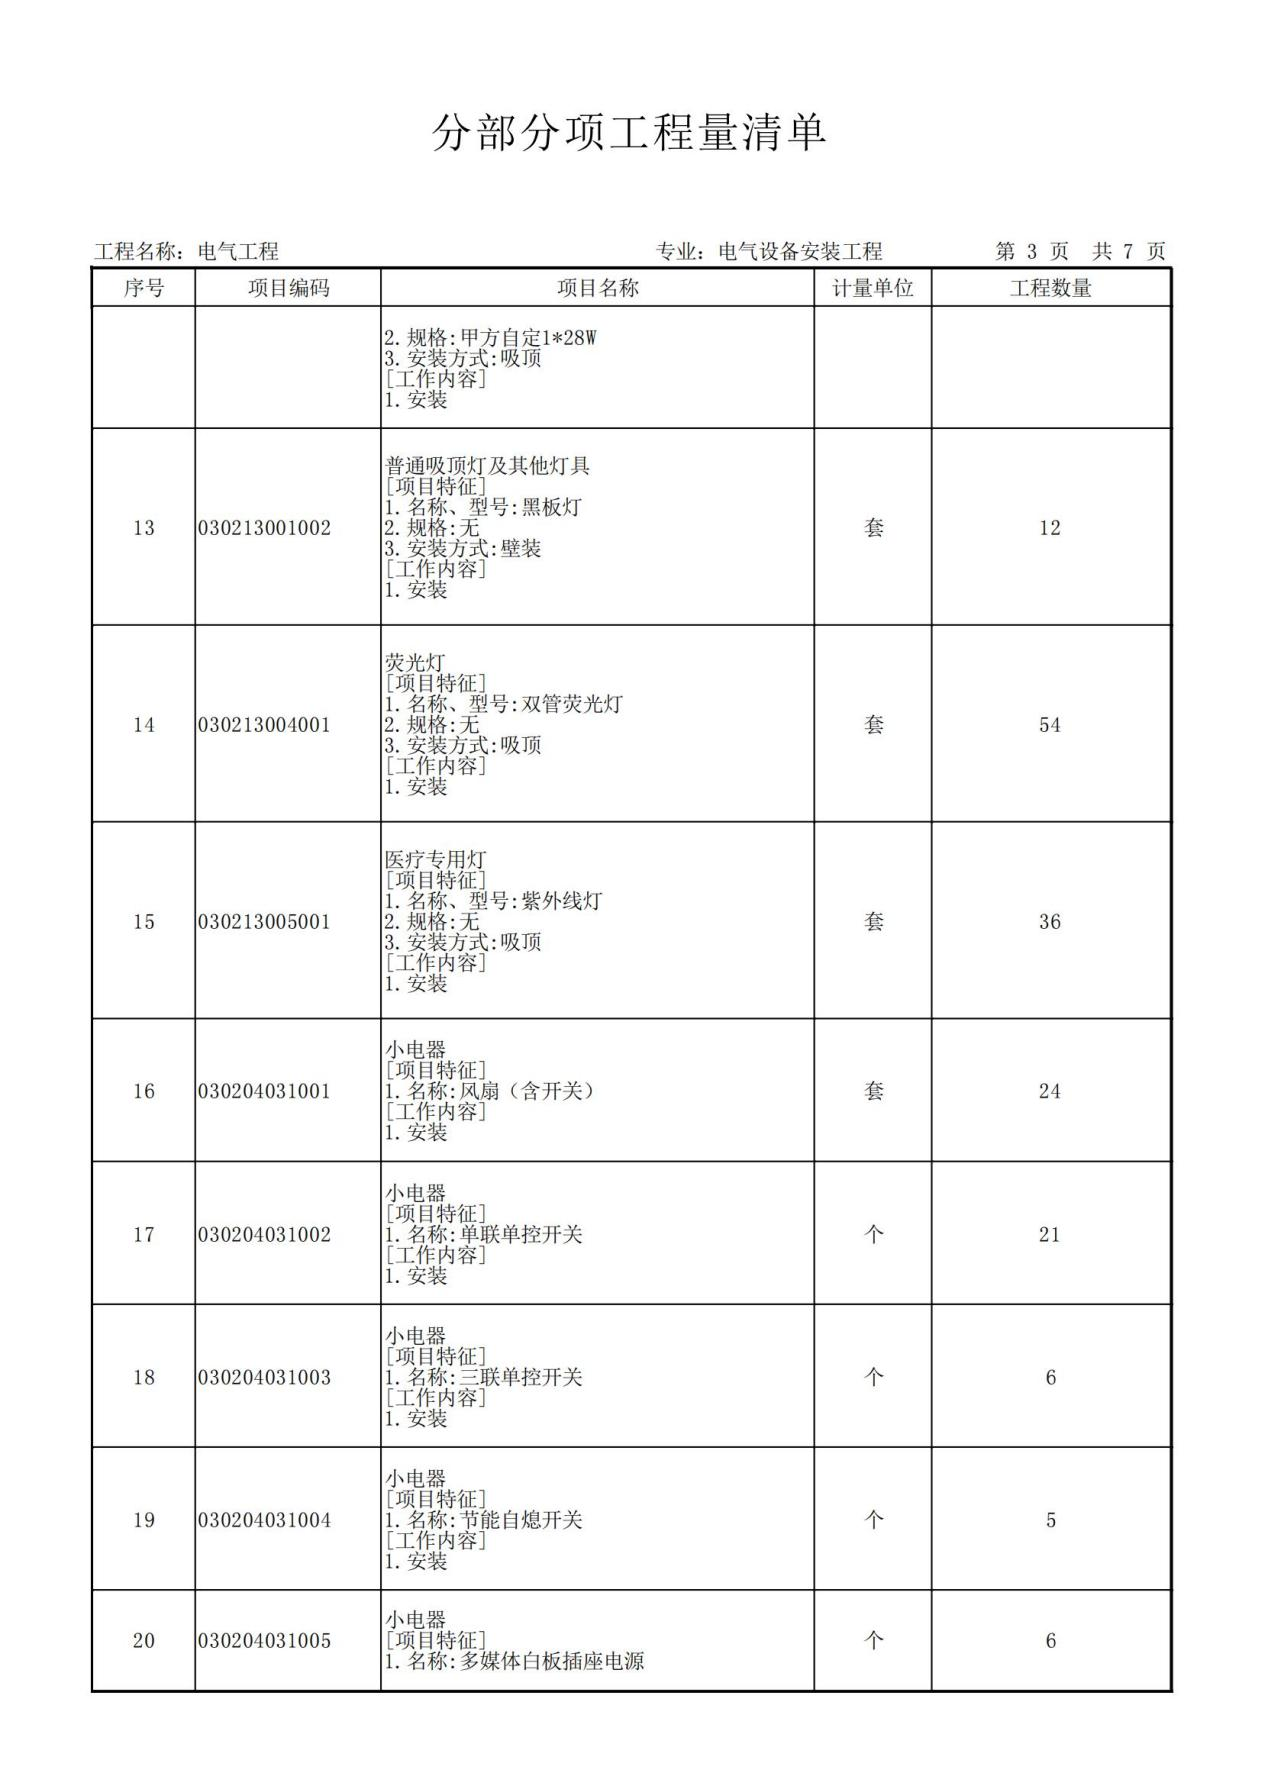 分部分项工程量清单
工程名称: 电气工程 专业: 电气设备安装工程 第 3 页 共 7 页
序号 项目编码 项目名称 计量单位 工程数量
2.规格:甲方自定1*28W
3.安装方式:吸顶
[工作内容]
1.安装
普通吸顶灯及其他灯具
[项目特征]
1.名称、型号:黑板灯
13 030213001002 2.规格:无 套 12
3.安装方式:壁装
[工作内容]
1.安装
荧光灯
[项目特征]
1.名称、型号:双管荧光灯
14 030213004001 2.规格:无 套 54
3.安装方式:吸顶
[工作内容]
1.安装
医疗专用灯
[项目特征]
1.名称、型号:紫外线灯
15 030213005001 2.规格:无 套 36
3.安装方式:吸顶
[工作内容]
1.安装
小电器
[项目特征]
16 030204031001 1.名称:风扇（含开关） 套 24
[工作内容]
1.安装
小电器
[项目特征]
17 030204031002 1.名称:单联单控开关 个 21
[工作内容]
1.安装
小电器
[项目特征]
18 030204031003 1.名称:三联单控开关 个 6
[工作内容]
1.安装
小电器
[项目特征]
19 030204031004 1.名称:节能自熄开关 个 5
[工作内容]
1.安装
小电器
20 030204031005 [项目特征] 个 6
1.名称:多媒体白板插座电源